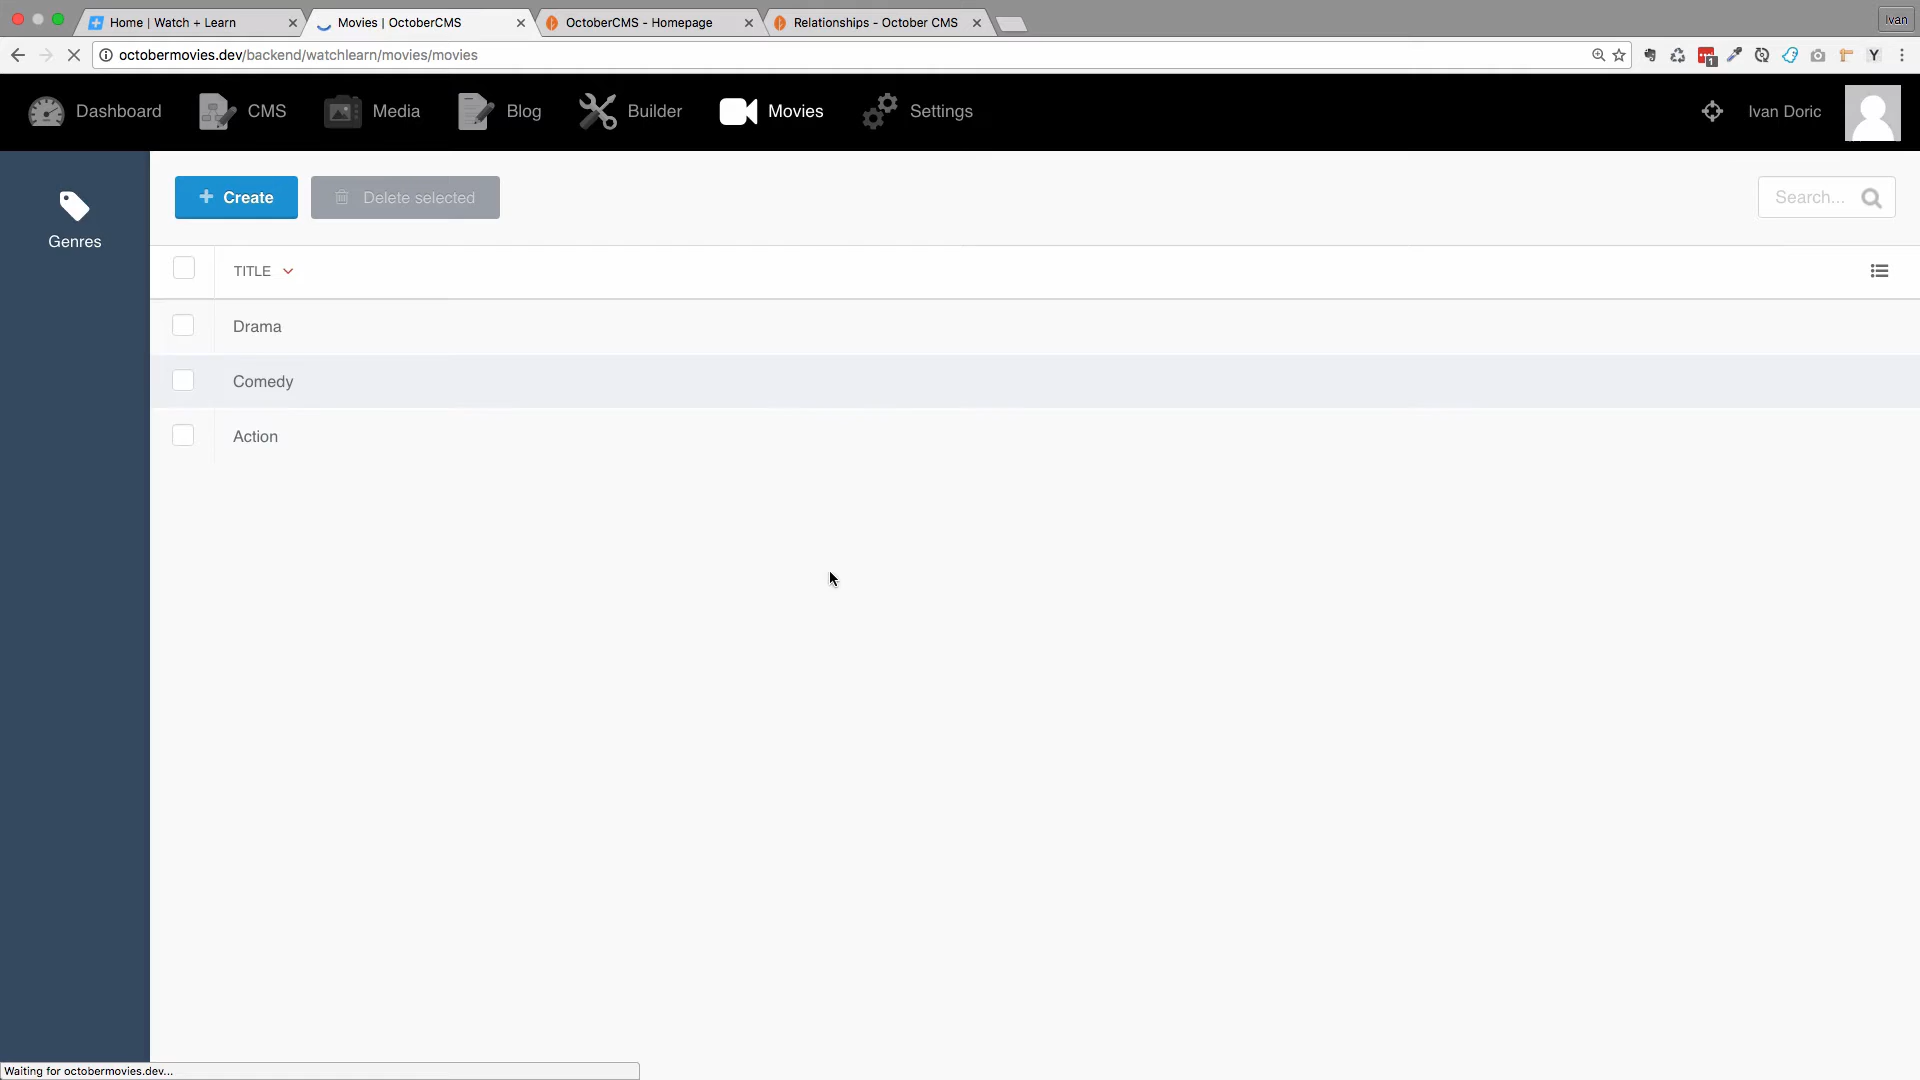 Home | Watch + Learn
Movies | OctoberCMS
OctoberCMS - Homepage
Relationships - October CMS
Ivan
octobermovies.dev/backend/watchlearn/movies/movies
1
Y
Dashboard
CMS
Media
Blog
Builder
Movies
Settings
Ivan Doric
Genres
Create
Delete selected
Search...
TITLE
Drama
Comedy
Action
Waiting for octobermovies.dev...